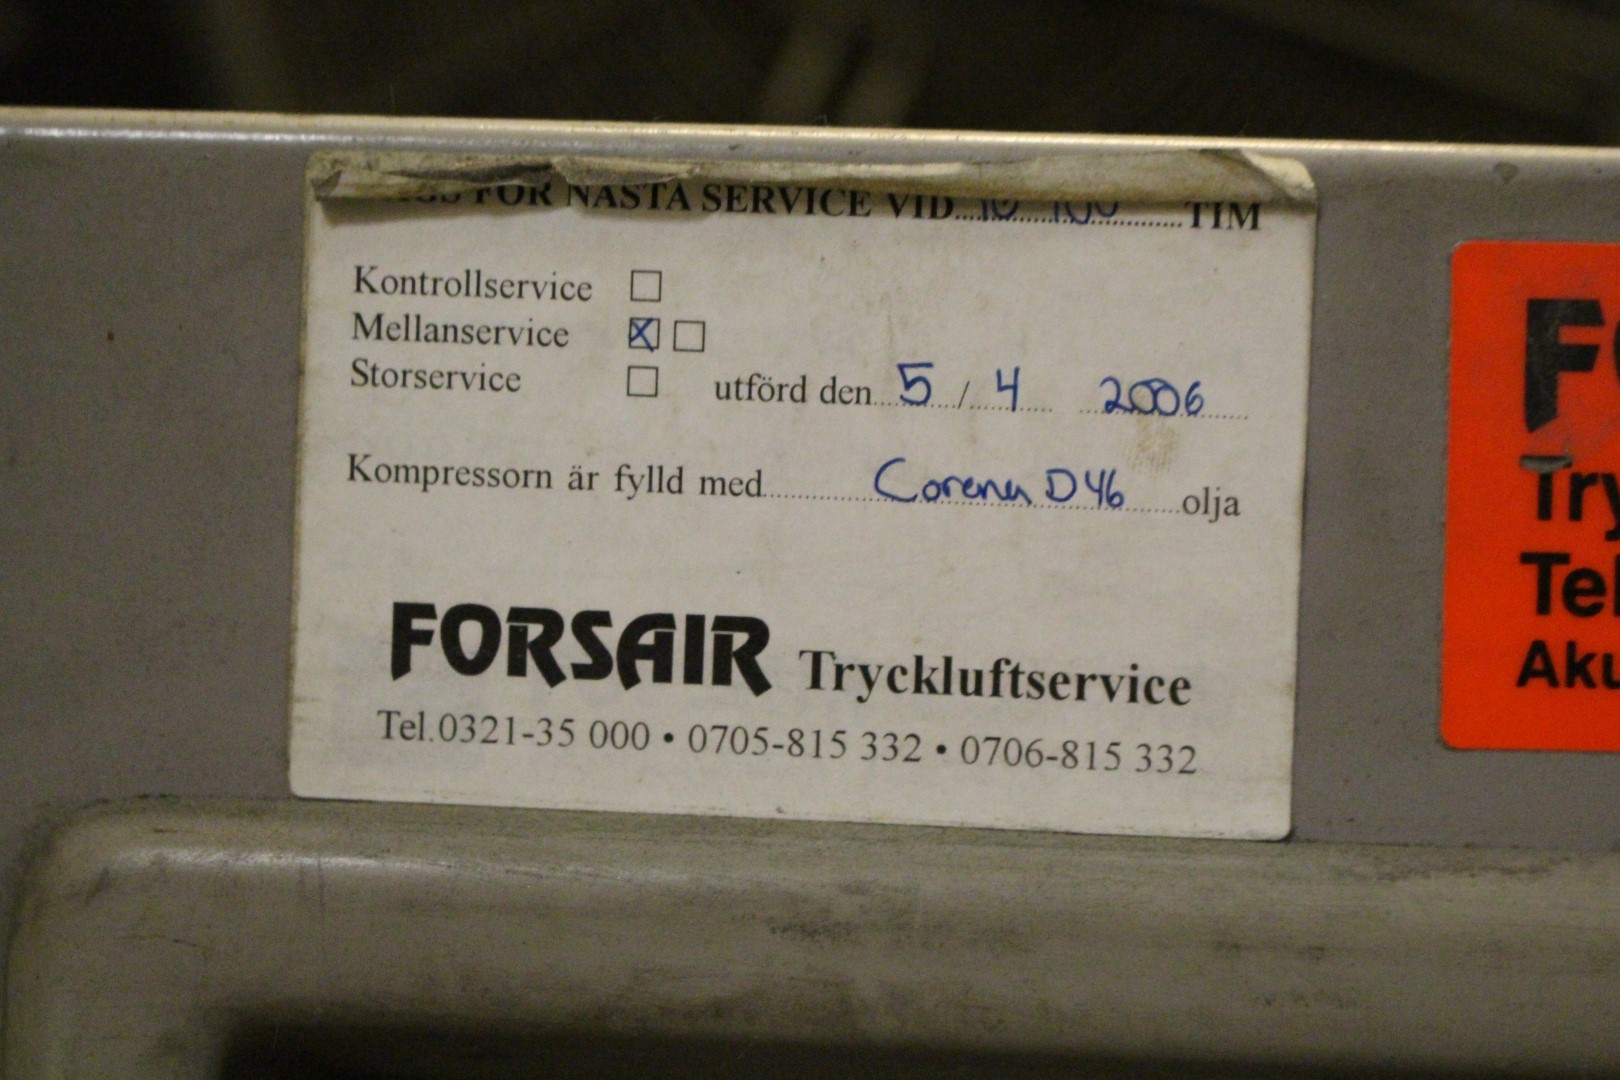 FÖR NÄSTA SERVICE VID TIM
Kontrollservice
Mellanservice X
Storservice utförd den 5 / 4 2006
Kompressorn är fylld med Corena D46 olja
FORSAIR Tryckluftservice
Tel.0321-35 000 • 0705-815 332 • 0706-815 332
F
Try
Tel
Aku